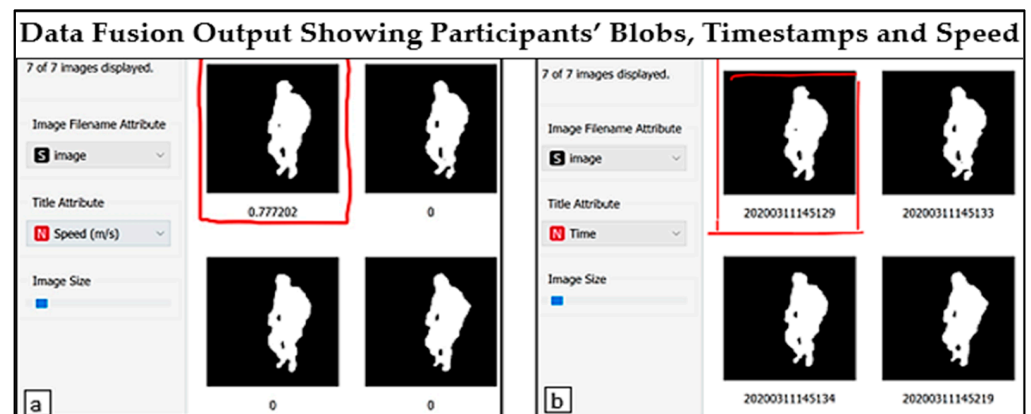 Data Fusion Output Showing Participants' Blobs, Timestamps and Speed
7 of 7 images displayed.
Image Filename Attribute
S image
Title Attribute
N Speed (m/s)
Image Size
0.777202
0
0
0
a
7 of 7 images displayed.
Image Filename Attribute
S image
Title Attribute
N Time
Image Size
20200311145129
20200311145133
20200311145134
20200311145219
b